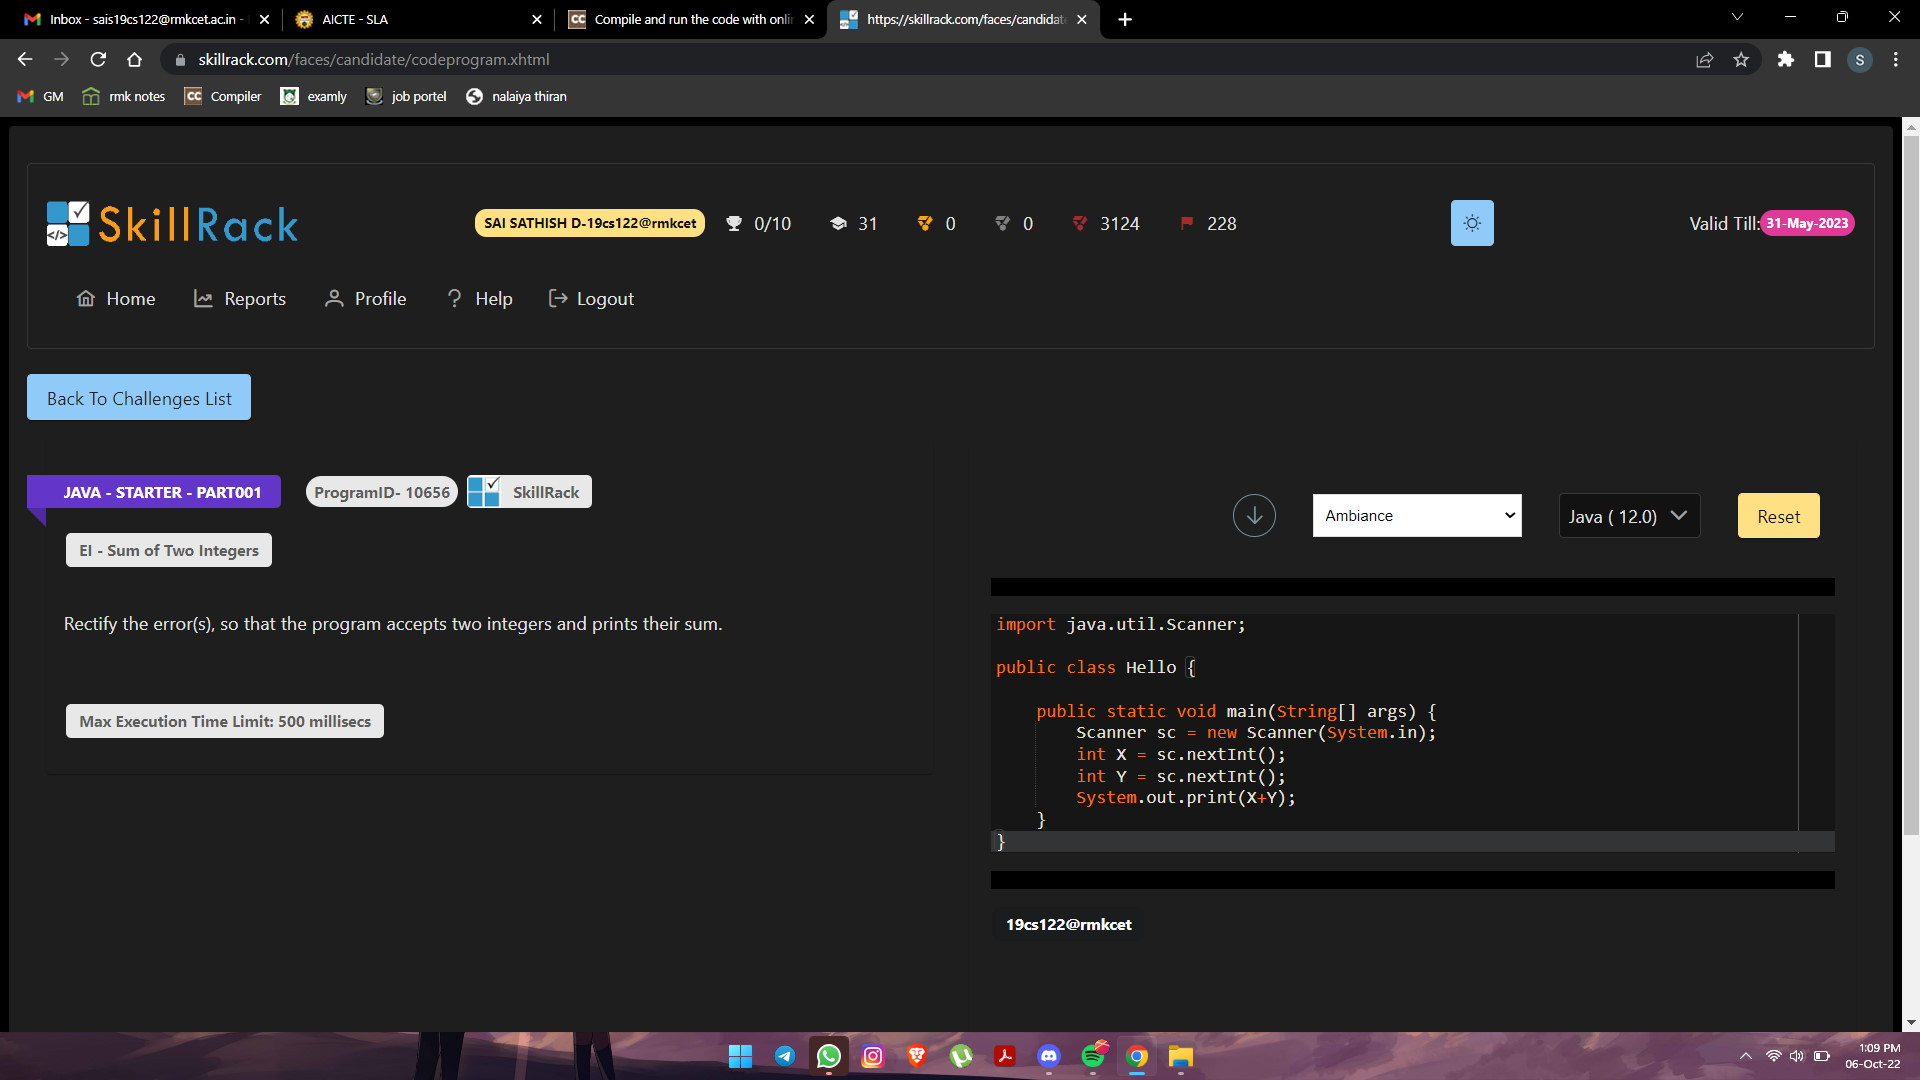 Inbox - sais19cs122@rmkcet.ac.in -
AICTE - SLA
Compile and run the code with onlin
https://skillrack.com/faces/candidat
skillrack.com/faces/candidate/codeprogram.xhtml
S
GM
rmk notes
CC
Compiler
examly
job portel
nalaiya thiran
SkillRack
SAI SATHISH D-19cs122@rmkcet
0/10
31
0
0
3124
228
Valid Till:
31-May-2023
Home
Reports
Profile
Help
Logout
Back To Challenges List
JAVA - STARTER - PART001
ProgramID- 10656
SkillRack
Ambiance
Java ( 12.0)
Reset
EI - Sum of Two Integers
Rectify the error(s), so that the program accepts two integers and prints their sum.
Max Execution Time Limit: 500 millisecs
import java.util.Scanner;
public class Hello {
public static void main(String[] args) {
Scanner sc = new Scanner(System.in);
int X = sc.nextInt();
int Y = sc.nextInt();
System.out.print(X+Y);
}
}
19cs122@rmkcet
1:09 PM
06-Oct-22